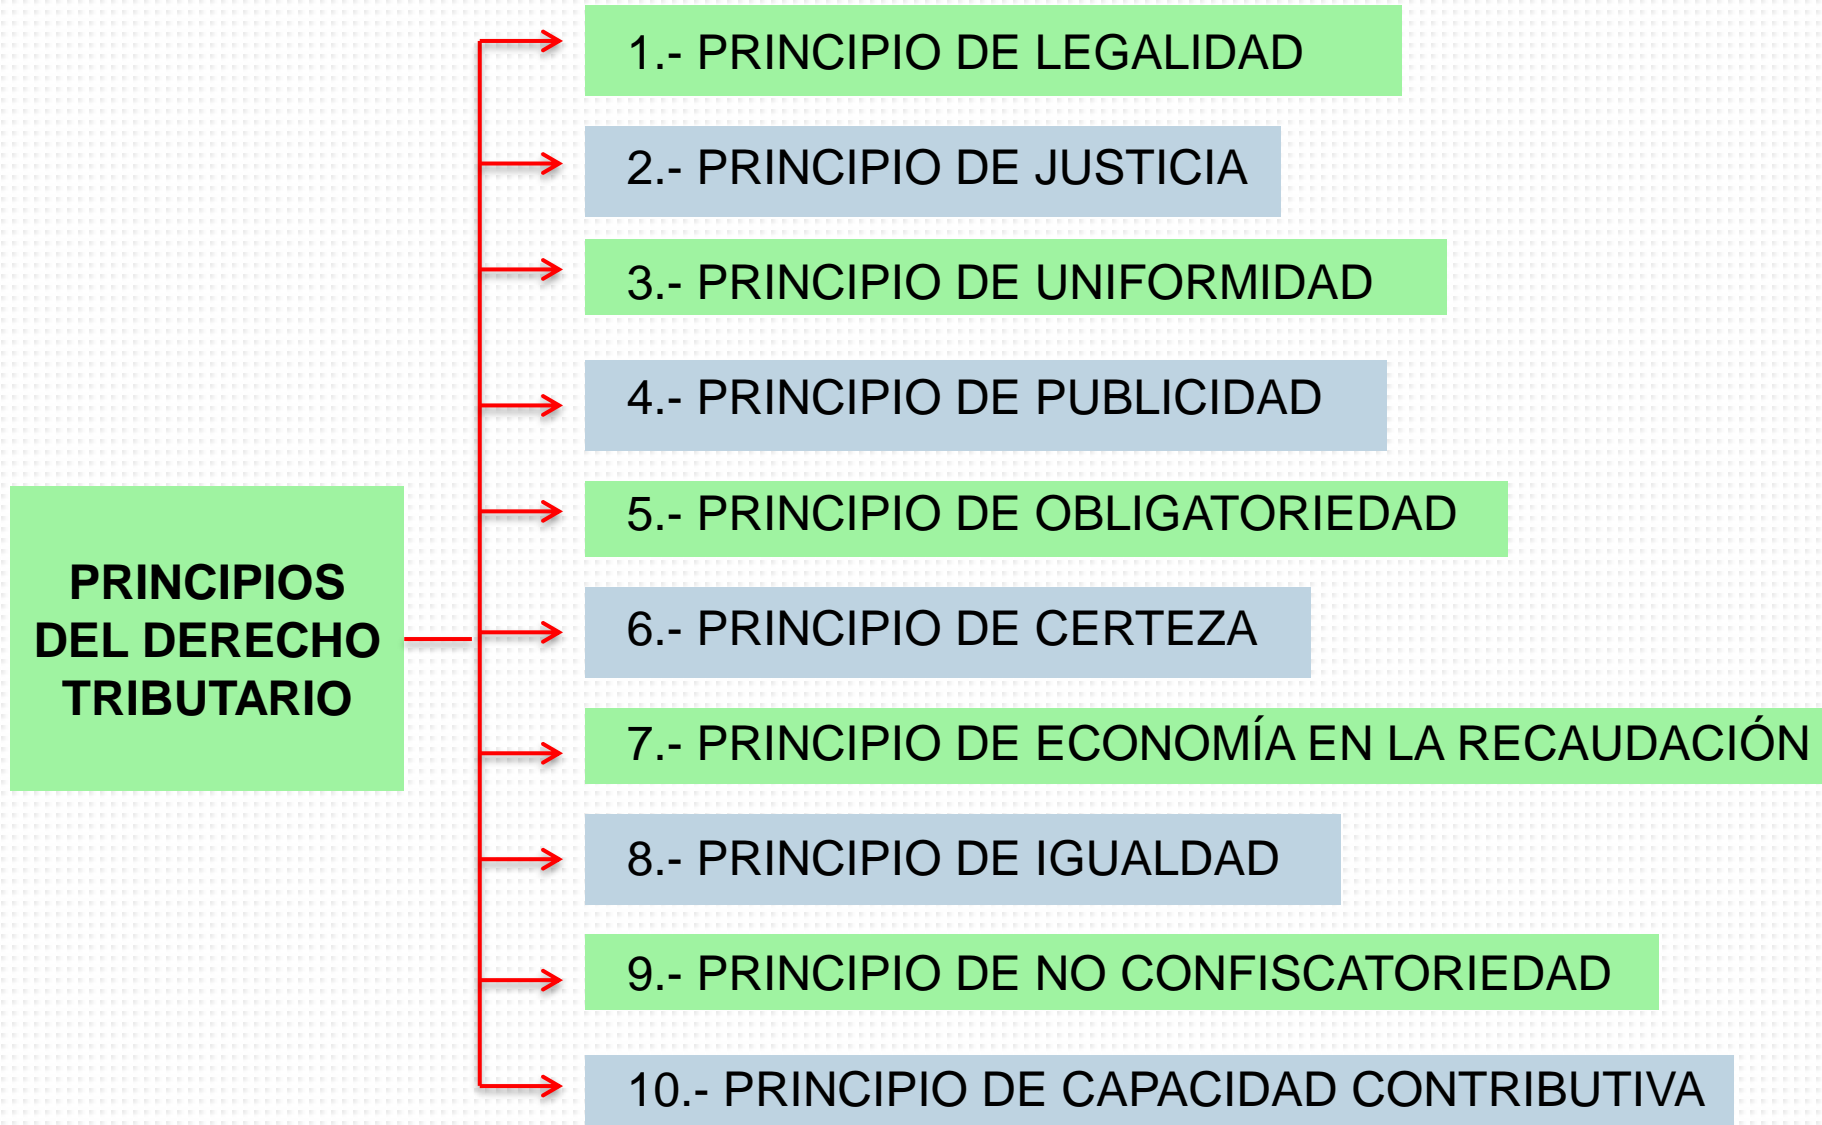 PRINCIPIOS
DEL DERECHO
TRIBUTARIO
1.- PRINCIPIO DE LEGALIDAD
2.- PRINCIPIO DE JUSTICIA
3.- PRINCIPIO DE UNIFORMIDAD
4.- PRINCIPIO DE PUBLICIDAD
5.- PRINCIPIO DE OBLIGATORIEDAD
6.- PRINCIPIO DE CERTEZA
7.- PRINCIPIO DE ECONOMÍA EN LA RECAUDACIÓN
8.- PRINCIPIO DE IGUALDAD
9.- PRINCIPIO DE NO CONFISCATORIEDAD
10.- PRINCIPIO DE CAPACIDAD CONTRIBUTIVA